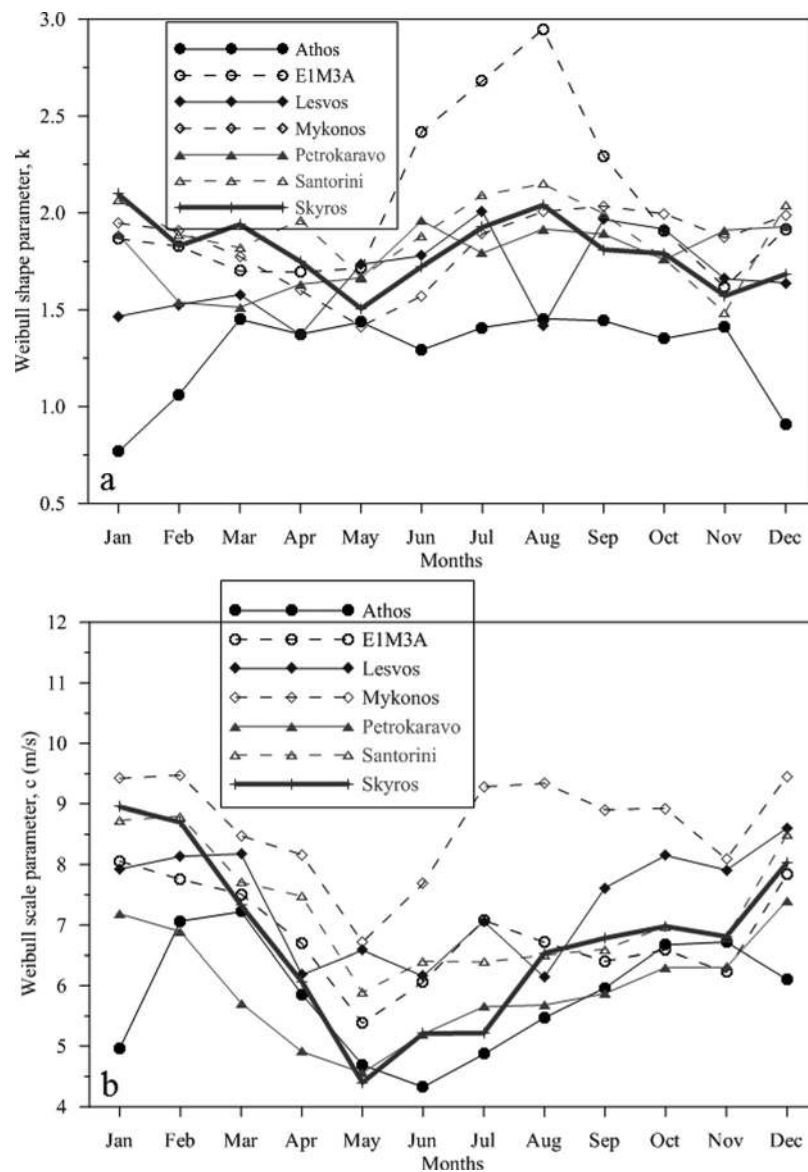 3.0
Athos
E1M3A
Lesvos
Mykonos
Petrokaravo
Santorini
Skyros
2.5
2.0
1.5
1.0
0.5
Weibull shape parameter, k
a
Jan Feb Mar Apr May Jun Jul Aug Sep Oct Nov Dec
Months
Athos
E1M3A
Lesvos
Mykonos
Petrokaravo
Santorini
Skyros
12
11
10
9
8
7
6
5
4
Weibull scale parameter, c (m/s)
b
Jan Feb Mar Apr May Jun Jul Aug Sep Oct Nov Dec
Months